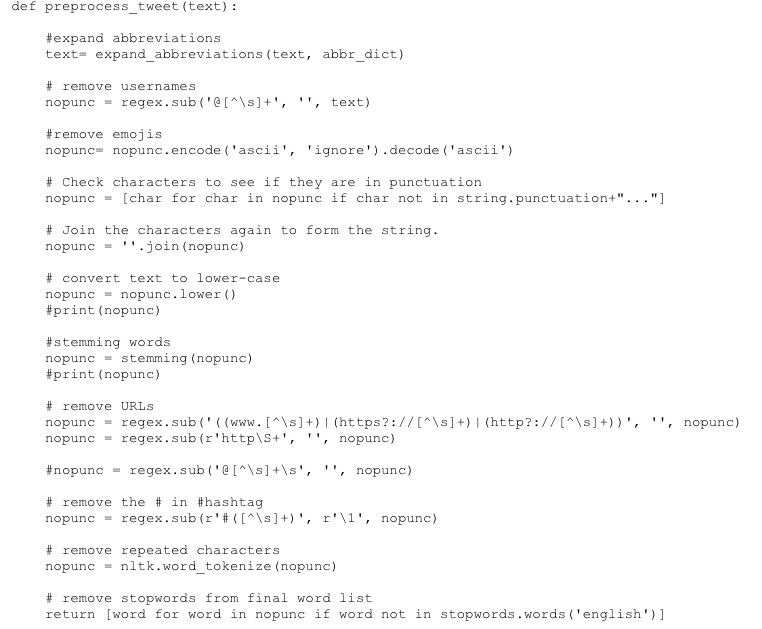 def preprocess_tweet(text):
#expand abbreviations
text= expand_abbreviations(text, abbr_dict)
# remove usernames
nopunc = regex.sub('@[^\s]+', '', text)
#remove emojis
nopunc= nopunc.encode('ascii', 'ignore').decode('ascii')
# Check characters to see if they are in punctuation
nopunc = [char for char in nopunc if char not in string.punctuation+"..."]
# Join the characters again to form the string.
nopunc = ''.join(nopunc)
# convert text to lower-case
nopunc = nopunc.lower()
#print(nopunc)
#stemming words
nopunc = stemming(nopunc)
#print(nopunc)
# remove URLs
nopunc = regex.sub('((www.[^\s]+)|(https?://[^\s]+)|(http?://[^\s]+))', '', nopunc)
nopunc = regex.sub(r'http\S+', '', nopunc)
#nopunc = regex.sub('@[^\s]+\s', '', nopunc)
# remove the # in #hashtag
nopunc = regex.sub(r'#([^\s]+)', r'\1', nopunc)
# remove repeated characters
nopunc = nltk.word_tokenize(nopunc)
# remove stopwords from final word list
return [word for word in nopunc if word not in stopwords.words('english')]